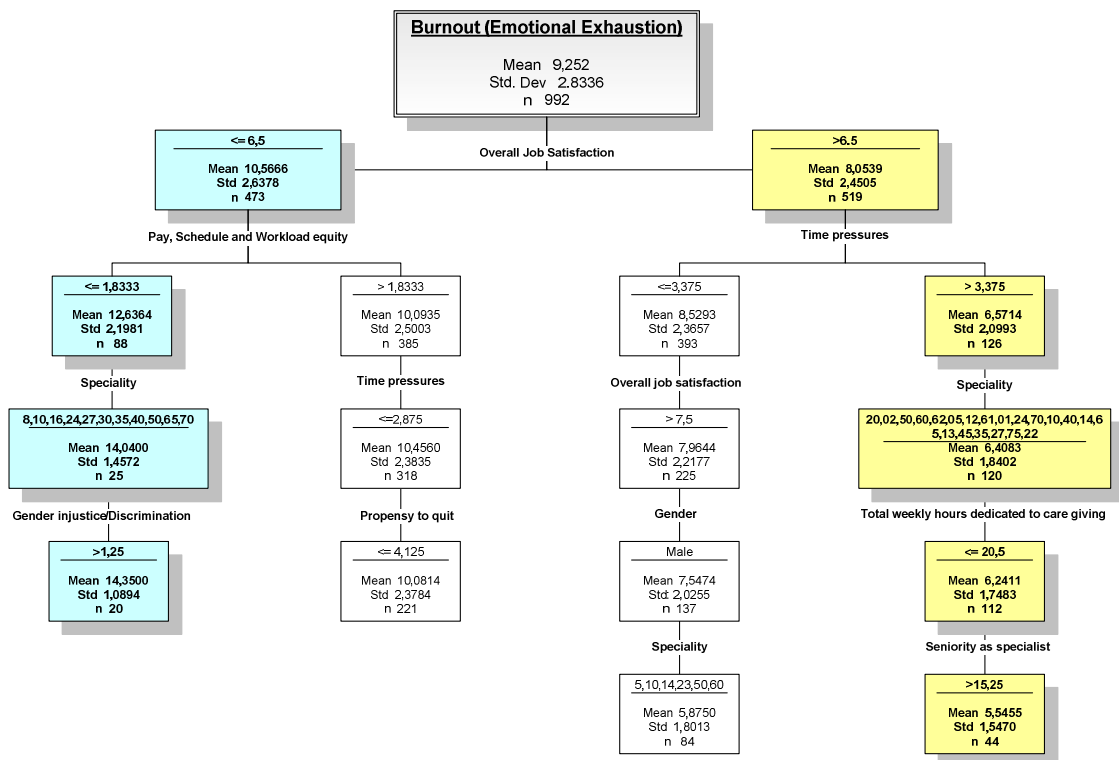 Burnout (Emotional Exhaustion)
Mean 9,252
Std. Dev 2.8336
n 992
Overall Job Satisfaction
<= 6,5
Mean 10,5666
Std 2,6378
n 473
>6.5
Mean 8,0539
Std 2,4505
n 519
Pay, Schedule and Workload equity
Time pressures
<= 1,8333
Mean 12,6364
Std 2,1981
n 88
> 1,8333
Mean 10,0935
Std 2,5003
n 385
<=3,375
Mean 8,5293
Std 2,3657
n 393
> 3,375
Mean 6,5714
Std 2,0993
n 126
Speciality
Time pressures
Overall job satisfaction
Speciality
8,10,16,24,27,30,35,40,50,65,70
Mean 14,0400
Std 1,4572
n 25
<=2,875
Mean 10,4560
Std 2,3835
n 318
> 7,5
Mean 7,9644
Std 2,2177
n 225
20,02,50,60,62,05,12,61,01,24,70,10,40,14,6
5,13,45,35,27,75,22
Mean 6,4083
Std 1,8402
n 120
Gender injustice/Discrimination
Propensy to quit
Gender
Total weekly hours dedicated to care giving
>1,25
Mean 14,3500
Std 1,0894
n 20
<= 4,125
Mean 10,0814
Std 2,3784
n 221
Male
Mean 7,5474
Std: 2,0255
n 137
<= 20,5
Mean 6,2411
Std 1,7483
n 112
Speciality
Seniority as specialist
5,10,14,23,50,60
Mean 5,8750
Std 1,8013
n 84
>15,25
Mean 5,5455
Std 1,5470
n 44